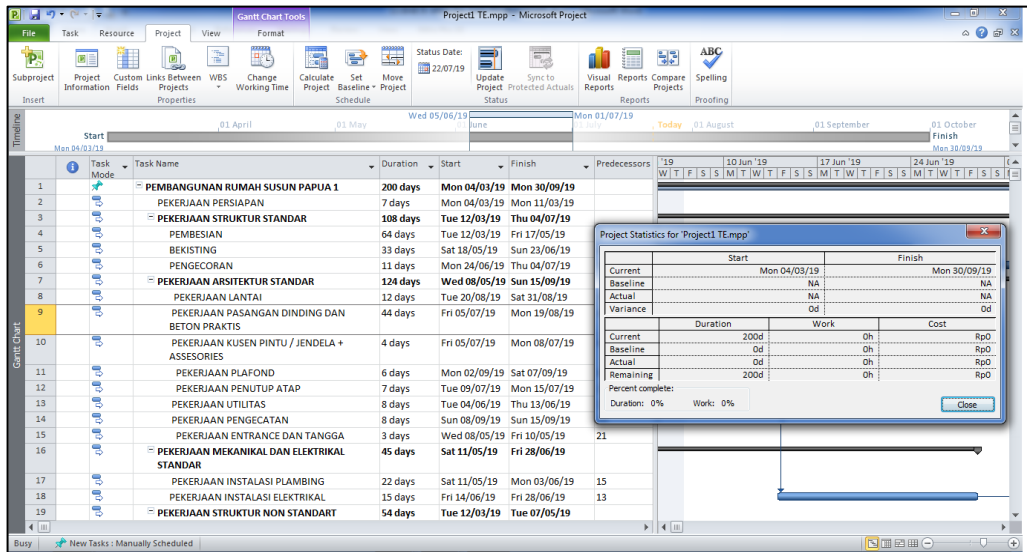 Gantt Chart Tools
Project1 TE.mpp - Microsoft Project
File Task Resource Project View Format
Subproject
Project Information
Custom Fields
Links Between Projects
WBS
Change Working Time
Calculate Project
Set Baseline
Move Project
Status Date:
22/07/19
Update Project
Sync to Protected Actuals
Visual Reports
Reports
Compare Projects
ABC
Spelling
Insert Properties Schedule Status Reports Proofing
Timeline
Wed 05/06/19 Mon 01/07/19
01 April 01 May 01 June 01 July Today 01 August 01 September 01 October
Start
Mon 04/03/19
Finish
Mon 30/09/19
Gantt Chart
Task Mode Task Name Duration Start Finish Predecessors
'19 10 Jun '19 17 Jun '19 24 Jun '19
W T F S S M T W T F S S M T W T F S S M T W T F S S
1 PEMBANGUNAN RUMAH SUSUN PAPUA 1 200 days Mon 04/03/19 Mon 30/09/19
2 PEKERJAAN PERSIAPAN 7 days Mon 04/03/19 Mon 11/03/19
3 PEKERJAAN STRUKTUR STANDAR 108 days Tue 12/03/19 Thu 04/07/19
4 PEMBESIAN 64 days Tue 12/03/19 Fri 17/05/19
5 BEKISTING 33 days Sat 18/05/19 Sun 23/06/19
6 PENGECORAN 11 days Mon 24/06/19 Thu 04/07/19
7 PEKERJAAN ARSITEKTUR STANDAR 124 days Wed 08/05/19 Sun 15/09/19
8 PEKERJAAN LANTAI 12 days Tue 20/08/19 Sat 31/08/19
9 PEKERJAAN PASANGAN DINDING DAN BETON PRAKTIS 44 days Fri 05/07/19 Mon 19/08/19
10 PEKERJAAN KUSEN PINTU / JENDELA + ASSESORIES 4 days Fri 05/07/19 Mon 08/07/19
11 PEKERJAAN PLAFOND 6 days Mon 02/09/19 Sat 07/09/19
12 PEKERJAAN PENUTUP ATAP 7 days Tue 09/07/19 Mon 15/07/19
13 PEKERJAAN UTILITAS 8 days Tue 04/06/19 Thu 13/06/19
14 PEKERJAAN PENGECATAN 8 days Sun 08/09/19 Sun 15/09/19
15 PEKERJAAN ENTRANCE DAN TANGGA 3 days Wed 08/05/19 Fri 10/05/19 21
16 PEKERJAAN MEKANIKAL DAN ELEKTRIKAL STANDAR 45 days Sat 11/05/19 Fri 28/06/19
17 PEKERJAAN INSTALASI PLAMBING 22 days Sat 11/05/19 Mon 03/06/19 15
18 PEKERJAAN INSTALASI ELEKTRIKAL 15 days Fri 14/06/19 Fri 28/06/19 13
19 PEKERJAAN STRUKTUR NON STANDART 54 days Tue 12/03/19 Tue 07/05/19
Project Statistics for 'Project1 TE.mpp'
Start Finish
Current Mon 04/03/19 Mon 30/09/19
Baseline NA NA
Actual NA NA
Variance 0d 0d
Duration Work Cost
Current 200d 0h Rp0
Baseline 0d 0h Rp0
Actual 0d 0h Rp0
Remaining 200d 0h Rp0
Percent complete:
Duration: 0% Work: 0%
Close
Busy New Tasks : Manually Scheduled